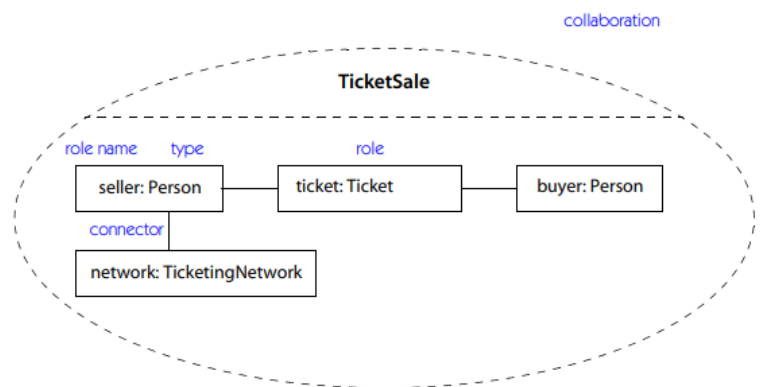 collaboration
TicketSale
role name type role
seller: Person ticket: Ticket buyer: Person
connector
network: TicketingNetwork